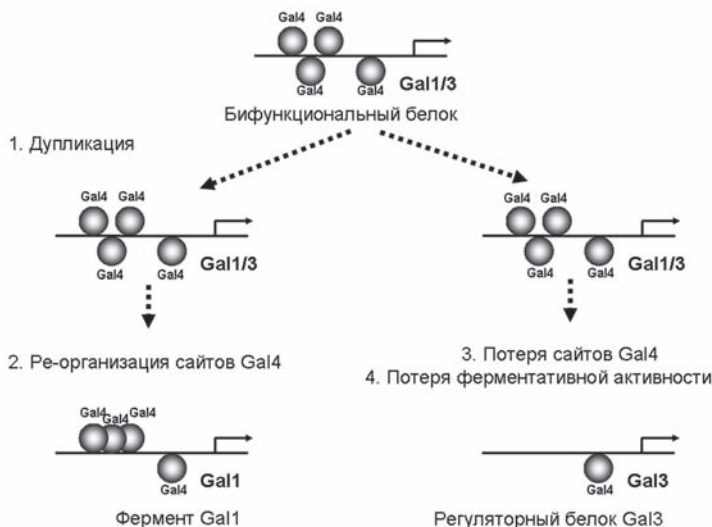 Gal4 Gal4
Gal4 Gal4
Gal1/3
Бифункциональный белок
1. Дупликация
Gal4 Gal4
Gal4 Gal4
Gal1/3
Gal4 Gal4
Gal4 Gal4
Gal1/3
2. Ре-организация сайтов Gal4
3. Потеря сайтов Gal4
4. Потеря ферментативной активности
Gal4 Gal4 Gal4
Gal4
Gal1
Фермент Gal1
Gal4
Gal3
Регуляторный белок Gal3